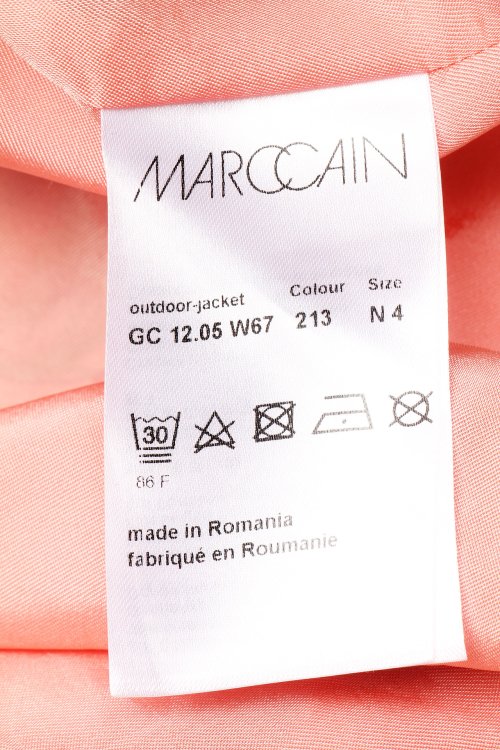 MARCCAIN
outdoor-jacket Colour Size
GC 12.05 W67 213 N 4
30
86 F
made in Romania
fabriqué en Roumanie